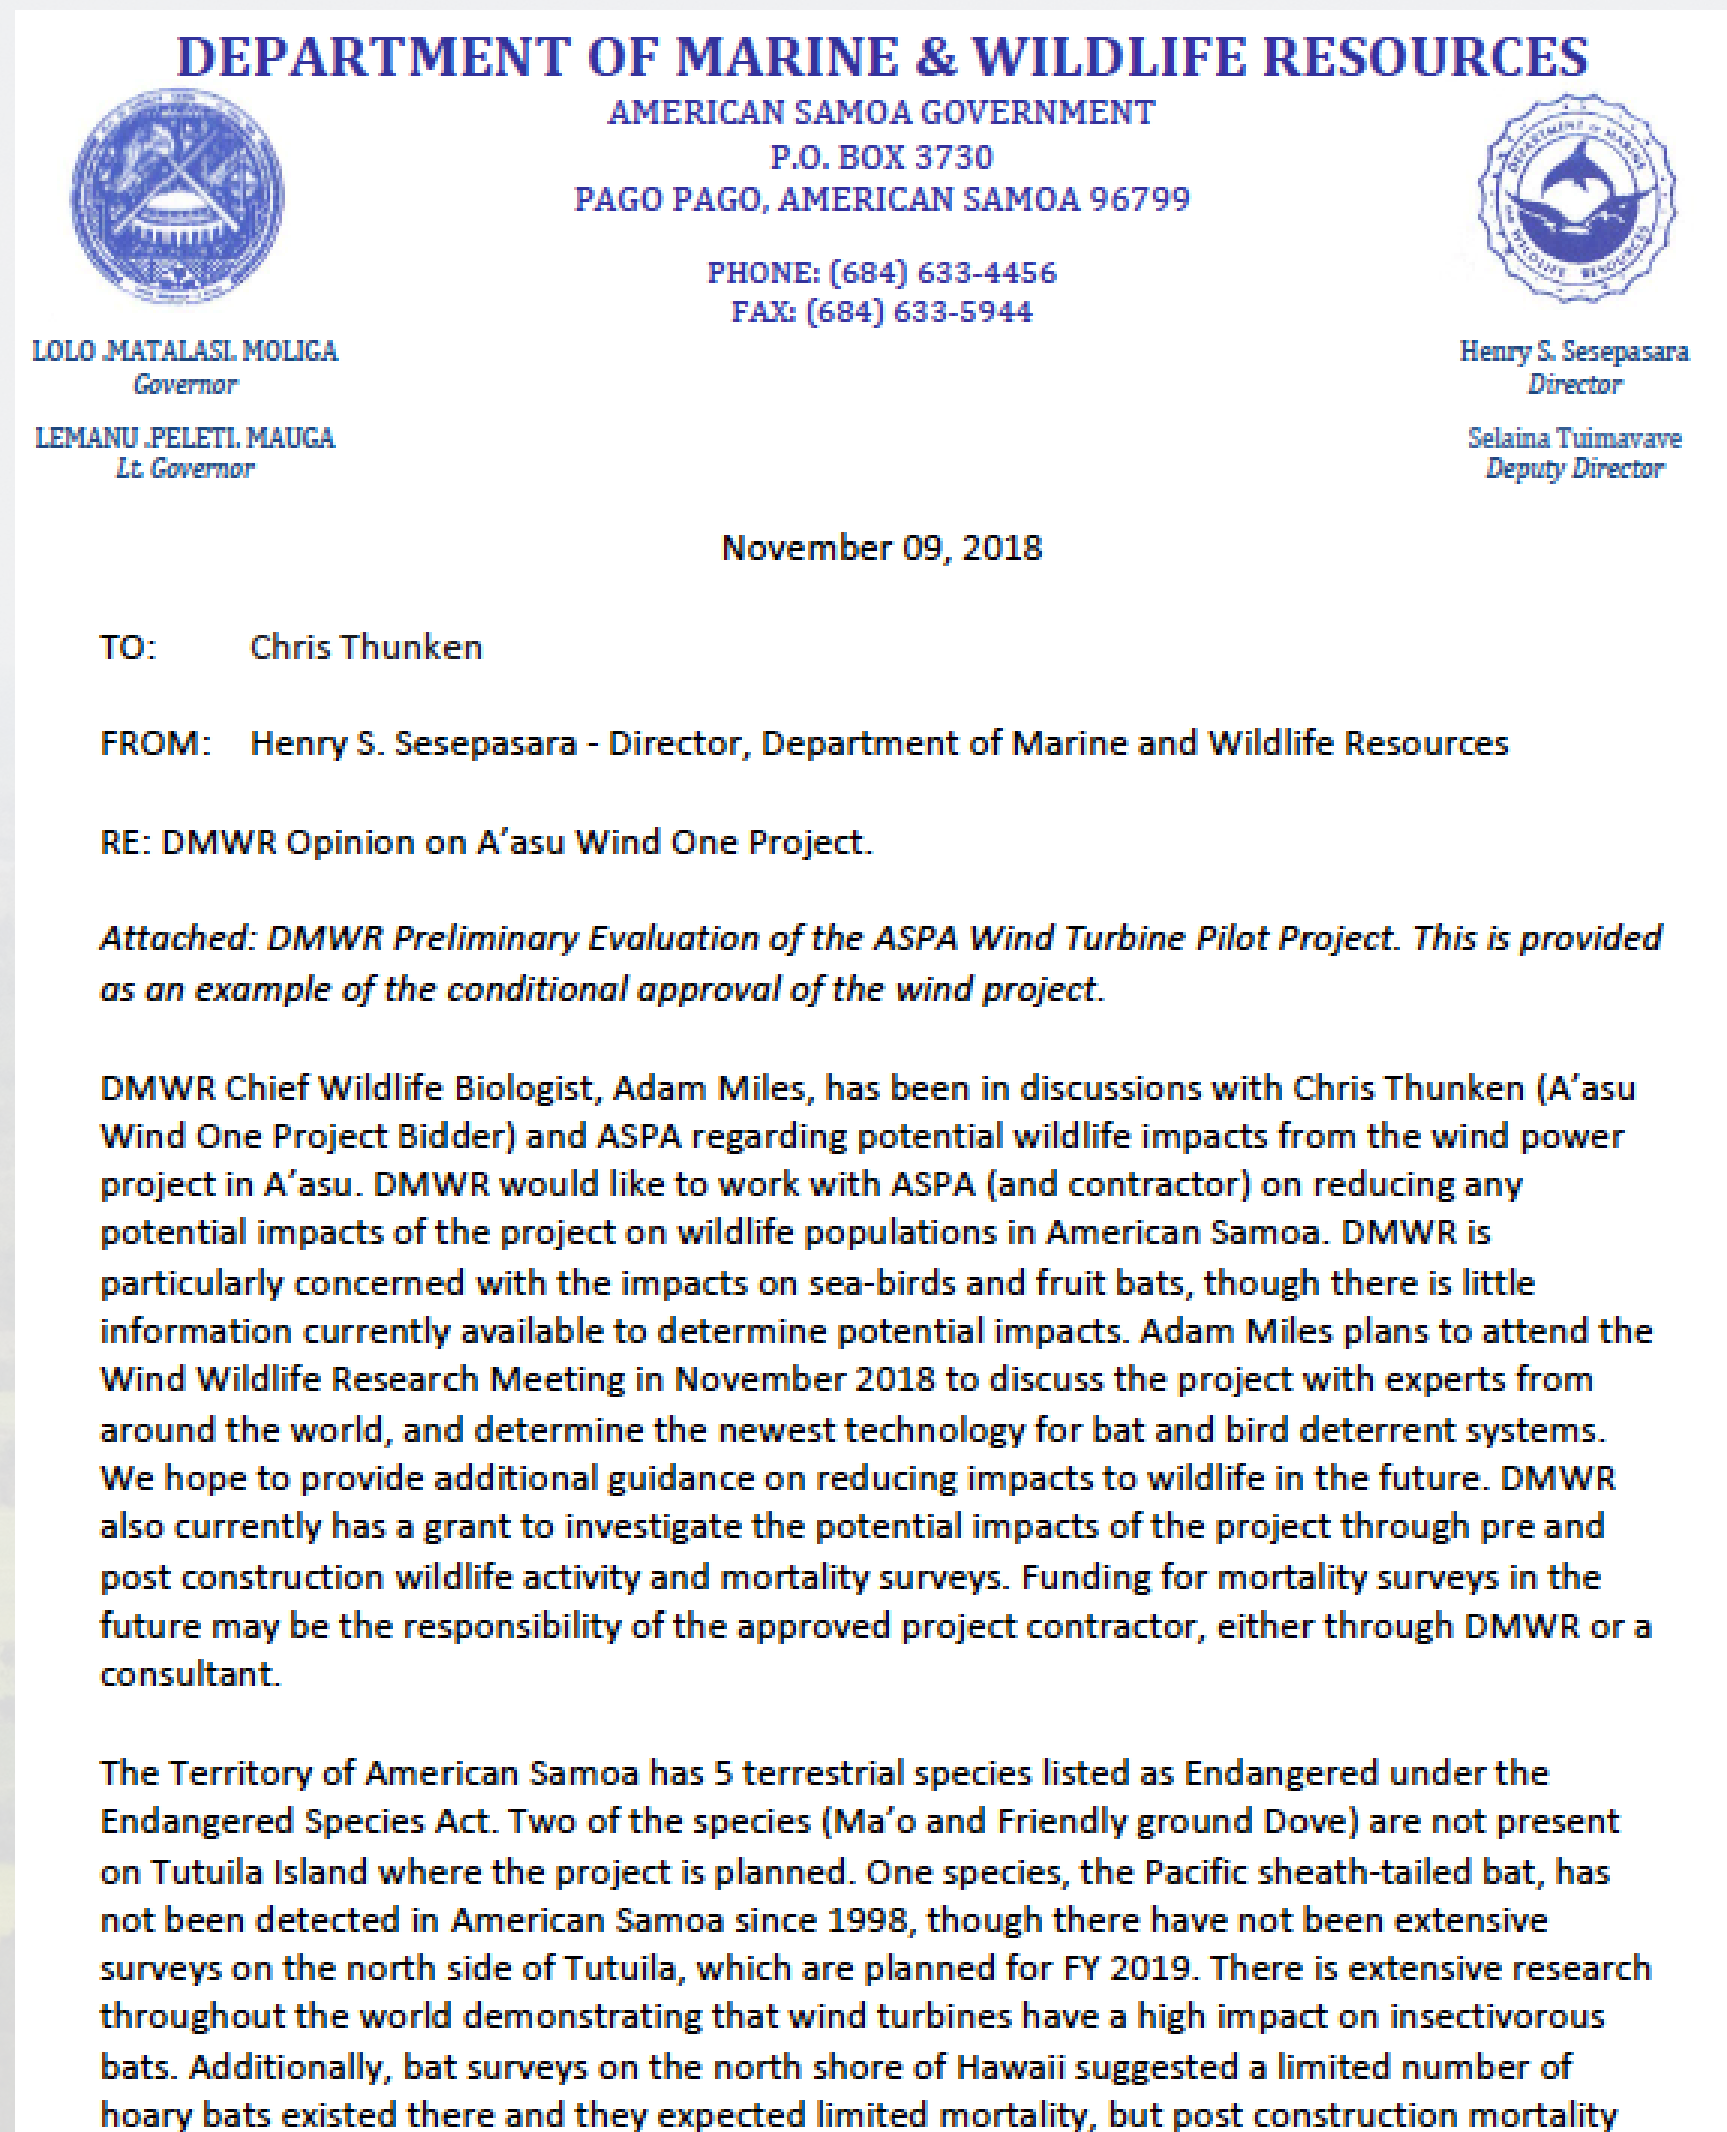 DEPARTMENT OF MARINE & WILDLIFE RESOURCES
AMERICAN SAMOA GOVERNMENT
P.O. BOX 3730
PAGO PAGO, AMERICAN SAMOA 96799
PHONE: (684) 633-4456
FAX: (684) 633-5944
DEPARTMENT OF MARINE
AND WILDLIFE RESOURCES
LOLO .MATALASI. MOLIGA
Governor
LEMANU .PELETI. MAUGA
Lt. Governor
Henry S. Sesepasara
Director
Selaina Tuimavave
Deputy Director
November 09, 2018
TO: Chris Thunken
FROM: Henry S. Sesepasara - Director, Department of Marine and Wildlife Resources
RE: DMWR Opinion on A’asu Wind One Project.
Attached: DMWR Preliminary Evaluation of the ASPA Wind Turbine Pilot Project. This is provided
as an example of the conditional approval of the wind project.
DMWR Chief Wildlife Biologist, Adam Miles, has been in discussions with Chris Thunken (A’asu
Wind One Project Bidder) and ASPA regarding potential wildlife impacts from the wind power
project in A’asu. DMWR would like to work with ASPA (and contractor) on reducing any
potential impacts of the project on wildlife populations in American Samoa. DMWR is
particularly concerned with the impacts on sea-birds and fruit bats, though there is little
information currently available to determine potential impacts. Adam Miles plans to attend the
Wind Wildlife Research Meeting in November 2018 to discuss the project with experts from
around the world, and determine the newest technology for bat and bird deterrent systems.
We hope to provide additional guidance on reducing impacts to wildlife in the future. DMWR
also currently has a grant to investigate the potential impacts of the project through pre and
post construction wildlife activity and mortality surveys. Funding for mortality surveys in the
future may be the responsibility of the approved project contractor, either through DMWR or a
consultant.
The Territory of American Samoa has 5 terrestrial species listed as Endangered under the
Endangered Species Act. Two of the species (Ma’o and Friendly ground Dove) are not present
on Tutuila Island where the project is planned. One species, the Pacific sheath-tailed bat, has
not been detected in American Samoa since 1998, though there have not been extensive
surveys on the north side of Tutuila, which are planned for FY 2019. There is extensive research
throughout the world demonstrating that wind turbines have a high impact on insectivorous
bats. Additionally, bat surveys on the north shore of Hawaii suggested a limited number of
hoary bats existed there and they expected limited mortality, but post construction mortality